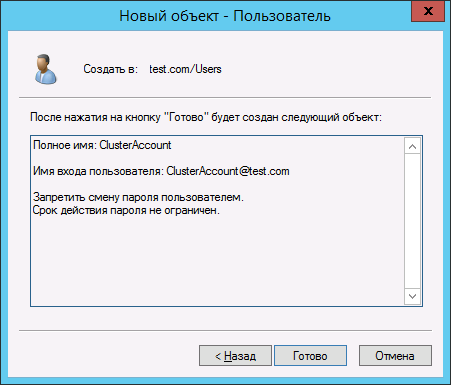 Новый объект - Пользователь
x
Создать в: test.com/Users
После нажатия на кнопку "Готово" будет создан следующий объект:
Полное имя: ClusterAccount
Имя входа пользователя: ClusterAccount@test.com
Запретить смену пароля пользователем.
Срок действия пароля не ограничен.
< Назад Готово Отмена